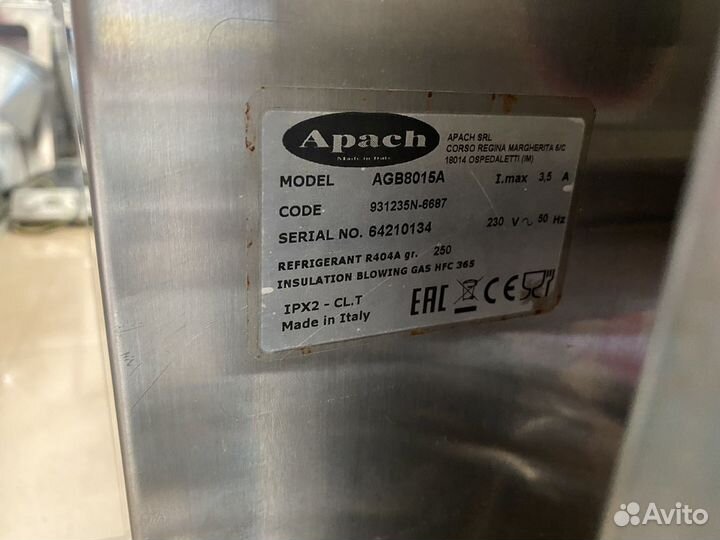 Apach
Made in Italy
APACH SRL
CORSO REGINA MARGHERITA 5/C
18014 OSPEDALETTI (IM)
MODEL AGB8015A I.max 3,5 A
CODE 931235N-6687
SERIAL NO. 64210134 230 V ~ 50 Hz
REFRIGERANT R404A gr. 250
INSULATION BLOWING GAS HFC 365
IPX2 - CL.T
Made in Italy
EAC CE
Avito